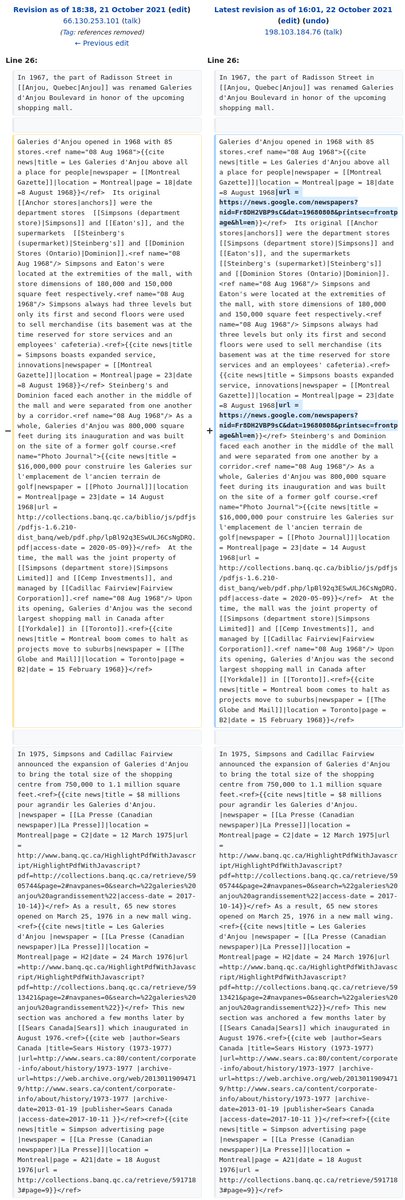 Revision as of 18:38, 21 October 2021 (edit)
66.130.253.101 (talk)
(Tag: references removed)
← Previous edit
Latest revision as of 16:01, 22 October 2021
(edit) (undo)
198.103.184.76 (talk)
Line 26:
Line 26:
In 1967, the part of Radisson Street in
[[Anjou, Quebec|Anjou]] was renamed Galeries
d'Anjou Boulevard in honor of the upcoming
shopping mall.
In 1967, the part of Radisson Street in
[[Anjou, Quebec|Anjou]] was renamed Galeries
d'Anjou Boulevard in honor of the upcoming
shopping mall.
−
Galeries d'Anjou opened in 1968 with 85
stores.<ref name="08 Aug 1968">{{cite
news|title = Les Galeries d'Anjou above all
a place for people|newspaper = [[Montreal
Gazette]]|location = Montreal|page = 18|date
=8 August 1968}}</ref>  Its original
[[Anchor stores|anchors]] were the
department stores  [[Simpsons (department
store)|Simpsons]] and [[Eaton's]], and the
supermarkets  [[Steinberg's
(supermarket)|Steinberg's]] and [[Dominion
Stores (Ontario)|Dominion]].<ref name="08
Aug 1968"/> Simpsons and Eaton's were
located at the extremities of the mall, with
store dimensions of 180,000 and 150,000
square feet respectively.<ref name="08 Aug
1968"/> Simpsons always had three levels but
only its first and second floors were used
to sell merchandise (its basement was at the
time reserved for store services and an
employees' cafeteria).<ref>{{cite news|title
= Simpsons boasts expanded service,
innovations|newspaper = [[Montreal
Gazette]]|location = Montreal|page = 23|date
=8 August 1968}}</ref> Steinberg's and
Dominion faced each another in the middle of
the mall and were separated from one another
by a corridor.<ref name="08 Aug 1968"/> As a
whole, Galeries d'Anjou was 800,000 square
feet during its inauguration and was built
on the site of a former golf course.<ref
name="Photo Journal">{{cite news|title =
$16,000,000 pour construire les Galeries sur
l'emplacement de l'ancien terrain de
golf|newspaper = [[Photo Journal]]|location
= Montreal|page = 23|date = 14 August
1968|url =
http://collections.banq.qc.ca/biblio/js/pdfjs
/pdfjs-1.6.210-
dist_banq/web/pdf.php/lpBl92q3ESwULJ6CsNgDRQ.
pdf|access-date = 2020-05-09}}</ref>  At
time, the mall was the joint property of
[[Simpsons (department store)|Simpsons
Limited]] and [[Cemp Investments]], and
managed by [[Cadillac Fairview|Fairview
Corporation]].<ref name="08 Aug 1968"/> Upon
its opening, Galeries d'Anjou was the second
largest shopping mall in Canada after
[[Yorkdale]] in [[Toronto]].<ref>{{cite
news|title = Montreal boom comes to halt as
projects move to suburbs|newspaper = [[The
Globe and Mail]]|location = Toronto|page =
B2|date = 15 February 1968}}</ref>
+
Galeries d'Anjou opened in 1968 with 85
stores.<ref name="08 Aug 1968">{{cite
news|title = Les Galeries d'Anjou above all
a place for people|newspaper = [[Montreal
Gazette]]|location = Montreal|page = 18|date
=8 August 1968|url =
https://news.google.com/newspapers?
nid=Fr8DH2VBP9sC&dat=19680808&printsec=frontp
age&hl=en}}</ref>  Its original [[Anchor
stores|anchors]] were the department stores
[[Simpsons (department store)|Simpsons]] and
[[Eaton's]], and the supermarkets
[[Steinberg's (supermarket)|Steinberg's]]
and [[Dominion Stores (Ontario)|Dominion]].
<ref name="08 Aug 1968"/> Simpsons and
Eaton's were located at the extremities of
the mall, with store dimensions of 180,000 and
150,000 square feet respectively.<ref
name="08 Aug 1968"/> Simpsons always had
three levels but only its first and second
floors were used to sell merchandise (its
basement was at the time reserved for store
services and an employees' cafeteria).<ref>
{{cite news|title = Simpsons boasts expanded
service, innovations|newspaper = [[Montreal
Gazette]]|location = Montreal|page = 23|date
=8 August 1968|url =
https://news.google.com/newspapers?
nid=Fr8DH2VBP9sC&dat=19680808&printsec=frontp
age&hl=en}}</ref> Steinberg's and Dominion
faced each another in the middle of the mall
and were separated from one another by a
corridor.<ref name="08 Aug 1968"/> As a
whole, Galeries d'Anjou was 800,000 square
feet during its inauguration and was built
on the site of a former golf course.<ref
name="Photo Journal">{{cite news|title =
$16,000,000 pour construire les Galeries sur
l'emplacement de l'ancien terrain de
golf|newspaper = [[Photo Journal]]|location
= Montreal|page = 23|date = 14 August
1968|url =
http://collections.banq.qc.ca/biblio/js/pdfjs
/pdfjs-1.6.210-
dist_banq/web/pdf.php/lpBl92q3ESwULJ6CsNgDRQ.
pdf|access-date = 2020-05-09}}</ref>  At the
time, the mall was the joint property of
[[Simpsons (department store)|Simpsons
Limited]] and [[Cemp Investments]], and
managed by [[Cadillac Fairview|Fairview
Corporation]].<ref name="08 Aug 1968"/> Upon
its opening, Galeries d'Anjou was the second
largest shopping mall in Canada after
[[Yorkdale]] in [[Toronto]].<ref>{{cite
news|title = Montreal boom comes to halt as
projects move to suburbs|newspaper = [[The
Globe and Mail]]|location = Toronto|page =
B2|date = 15 February 1968}}</ref>
In 1975, Simpsons and Cadillac Fairview
announced the expansion of Galeries d'Anjou
to bring the total size of the shopping
centre from 750,000 to 1.1 million square
feet.<ref>{{cite news|title = $8 millions
pour agrandir les Galeries d'Anjou.
|newspaper = [[La Presse (Canadian
newspaper)|La Presse]]|location =
Montreal|page = C2|date = 12 March 1975|url
=
http://www.banq.qc.ca/HighlightPdfWithJavascr
ipt/HighlightPdfWithJavascript?
pdf=http://collections.banq.qc.ca/retrieve/59
05744&page=2#navpanes=0&search=%22galeries%20
anjou%20agrandissement%22|access-date = 2017-
10-14}}</ref> As a result, 65 new stores
opened on March 25, 1976 in a new mall wing.
<ref>{{cite news|title = Les Galeries
d'Anjou |newspaper = [[La Presse (Canadian
newspaper)|La Presse]]|location =
Montreal|page = H2|date = 24 March 1976|url
=http://www.banq.qc.ca/HighlightPdfWithJavasc
ript/HighlightPdfWithJavascript?
pdf=http://collections.banq.qc.ca/retrieve/59
13421&page=2#navpanes=0&search=%22galeries%20
anjou%20agrandissement%22}}</ref> This new
section was anchored a few months later by
[[Sears Canada|Sears]] which inaugurated in
August 1976.<ref>{{cite web |author=Sears
Canada |title=Sears History (1973-1977)
|url=http://www.sears.ca:80/content/corporate
-info/about/history/1973-1977 |archive-
url=https://web.archive.org/web/2013011909471
9/http://www.sears.ca/content/corporate-
info/about/history/1973-1977 |archive-
date=2013-01-19 |publisher=Sears Canada
|access-date=2017-10-11 }}</ref><ref>{{cite
news|title = Simpson advertising page
|newspaper = [[La Presse (Canadian
newspaper)|La Presse]]|location =
Montreal|page = A21|date = 18 August
1976|url =
http://collections.banq.qc.ca/retrieve/591718
3#page=9}}</ref>
In 1975, Simpsons and Cadillac Fairview
announced the expansion of Galeries d'Anjou
to bring the total size of the shopping
centre from 750,000 to 1.1 million square
feet.<ref>{{cite news|title = $8 millions
pour agrandir les Galeries d'Anjou.
|newspaper = [[La Presse (Canadian
newspaper)|La Presse]]|location =
Montreal|page = C2|date = 12 March 1975|url
=
http://www.banq.qc.ca/HighlightPdfWithJavascr
ipt/HighlightPdfWithJavascript?
pdf=http://collections.banq.qc.ca/retrieve/59
05744&page=2#navpanes=0&search=%22galeries%20
anjou%20agrandissement%22|access-date = 2017-
10-14}}</ref> As a result, 65 new stores
opened on March 25, 1976 in a new mall wing.
<ref>{{cite news|title = Les Galeries
d'Anjou |newspaper = [[La Presse (Canadian
newspaper)|La Presse]]|location =
Montreal|page = H2|date = 24 March 1976|url
=http://www.banq.qc.ca/HighlightPdfWithJavasc
ript/HighlightPdfWithJavascript?
pdf=http://collections.banq.qc.ca/retrieve/59
13421&page=2#navpanes=0&search=%22galeries%20
anjou%20agrandissement%22}}</ref> This new
section was anchored a few months later by
[[Sears Canada|Sears]] which inaugurated in
August 1976.<ref>{{cite web |author=Sears
Canada |title=Sears History (1973-1977)
|url=http://www.sears.ca:80/content/corporate
-info/about/history/1973-1977 |archive-
url=https://web.archive.org/web/2013011909471
9/http://www.sears.ca/content/corporate-
info/about/history/1973-1977 |archive-
date=2013-01-19 |publisher=Sears Canada
|access-date=2017-10-11 }}</ref><ref>{{cite
news|title = Simpson advertising page
|newspaper = [[La Presse (Canadian
newspaper)|La Presse]]|location =
Montreal|page = A21|date = 18 August
1976|url =
http://collections.banq.qc.ca/retrieve/591718
3#page=9}}</ref>